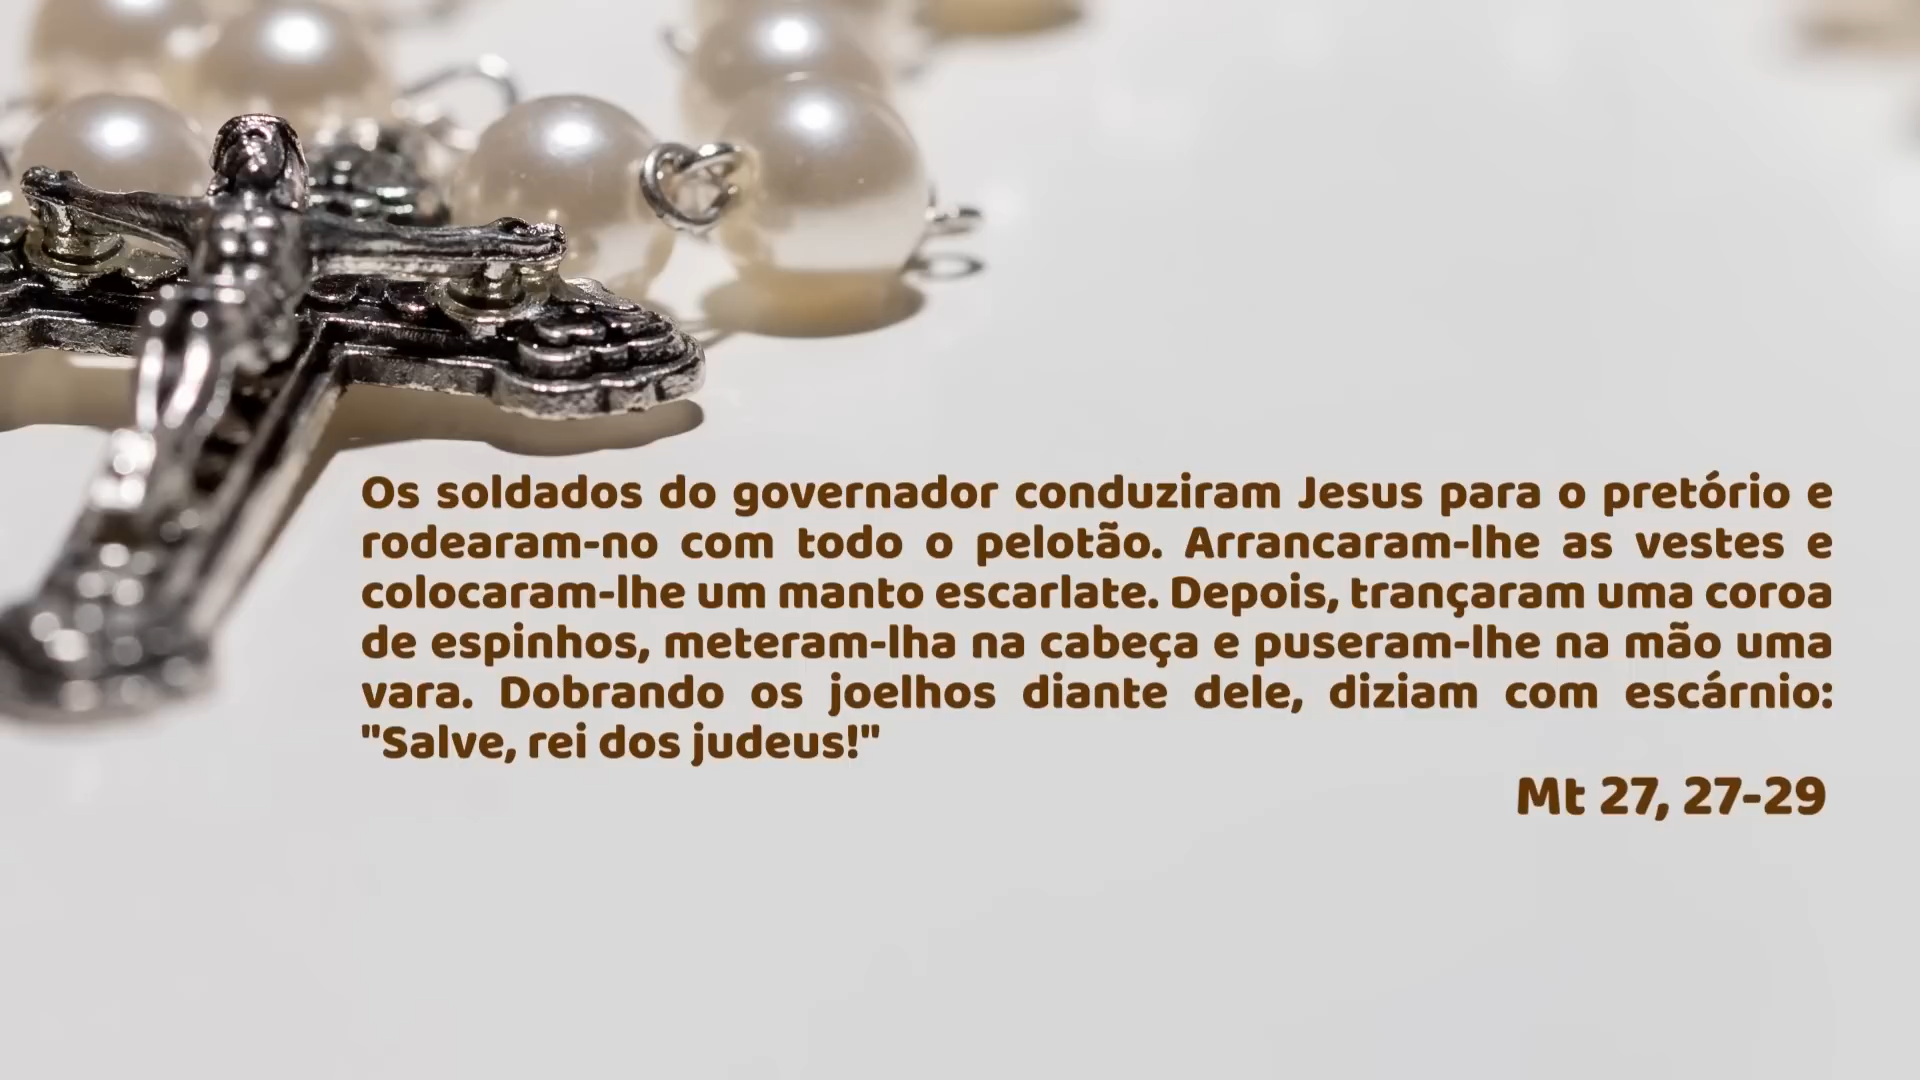 Os soldados do governador conduziram Jesus para o pretório e
rodearam-no com todo o pelotão. Arrancaram-lhe as vestes e
colocaram-lhe um manto escarlate. Depois, trançaram uma coroa
de espinhos, meteram-lha na cabeça e puseram-lhe na mão uma
vara. Dobrando os joelhos diante dele, diziam com escárnio:
"Salve, rei dos judeus!"
Mt 27, 27-29